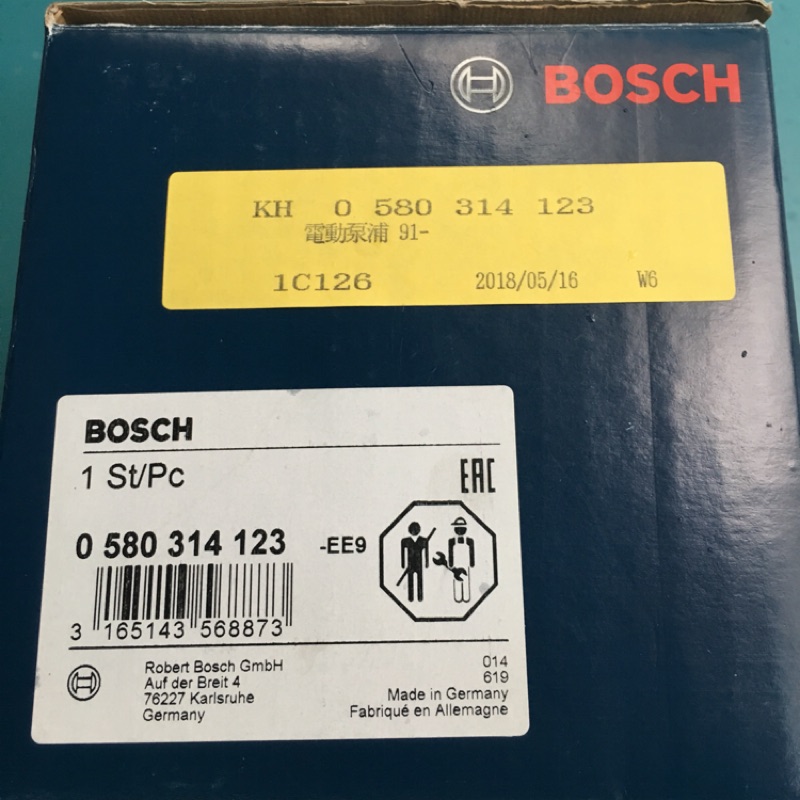 BOSCH
KH 0 580 314 123
電動泵浦 91-
1C126 2018/05/16 W6
BOSCH
1 St/Pc
EAC
0 580 314 123 -EE9
3 165143 568873
Robert Bosch GmbH
Auf der Breit 4
76227 Karlsruhe
Germany
014
619
Made in Germany
Fabriqué en Allemagne